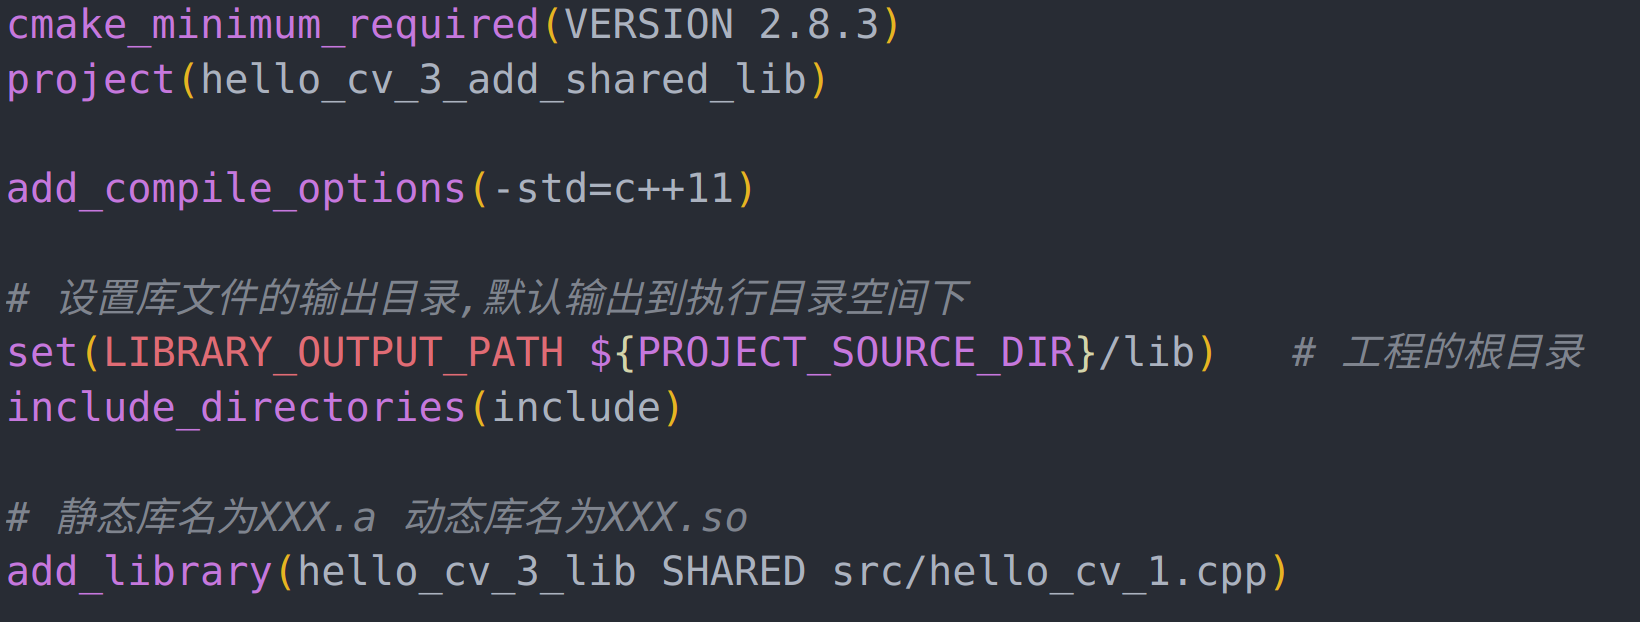 cmake_minimum_required(VERSION 2.8.3)
project(hello_cv_3_add_shared_lib)
add_compile_options(-std=c++11)
# 设置库文件的输出目录,默认输出到执行目录空间下
set(LIBRARY_OUTPUT_PATH ${PROJECT_SOURCE_DIR}/lib)   # 工程的根目录
include_directories(include)
# 静态库名为XXX.a 动态库名为XXX.so
add_library(hello_cv_3_lib SHARED src/hello_cv_1.cpp)